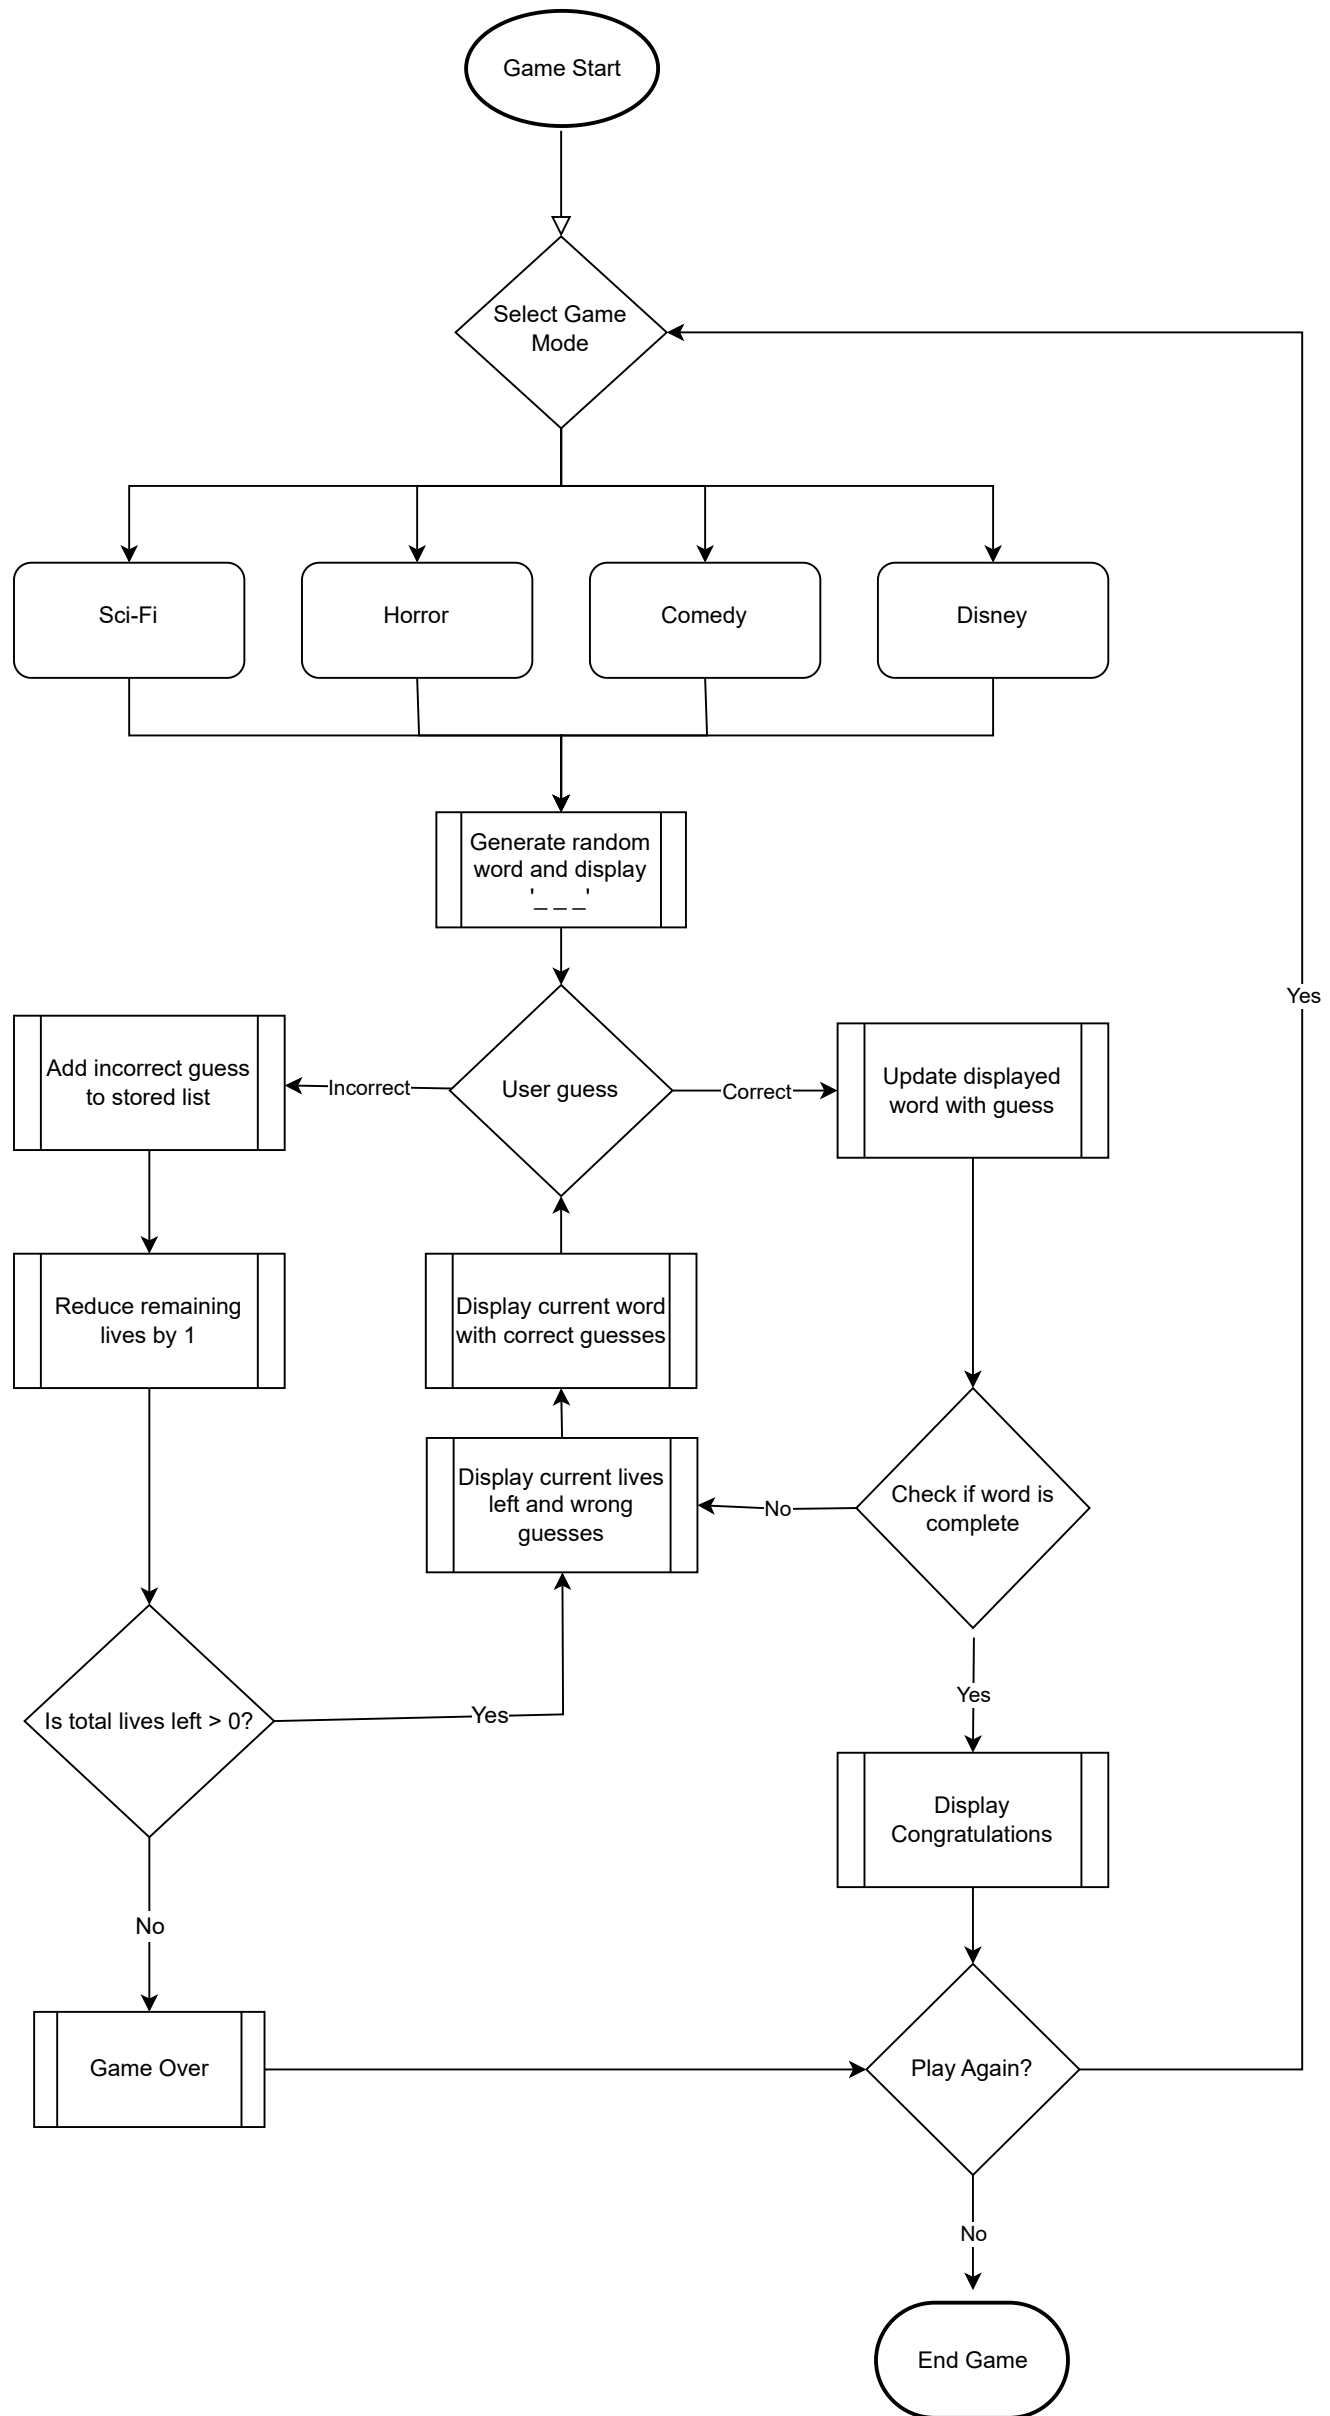 Game Start
Select Game
Mode
Sci-Fi
Horror
Comedy
Disney
Generate random
word and display
'_ _ _'
Add incorrect guess
to stored list
Incorrect
User guess
Correct
Update displayed
word with guess
Yes
Reduce remaining
lives by 1
Display current word
with correct guesses
Display current lives
left and wrong
guesses
No
Check if word is
complete
Is total lives left > 0?
Yes
Yes
Display
Congratulations
No
Game Over
Play Again?
No
End Game